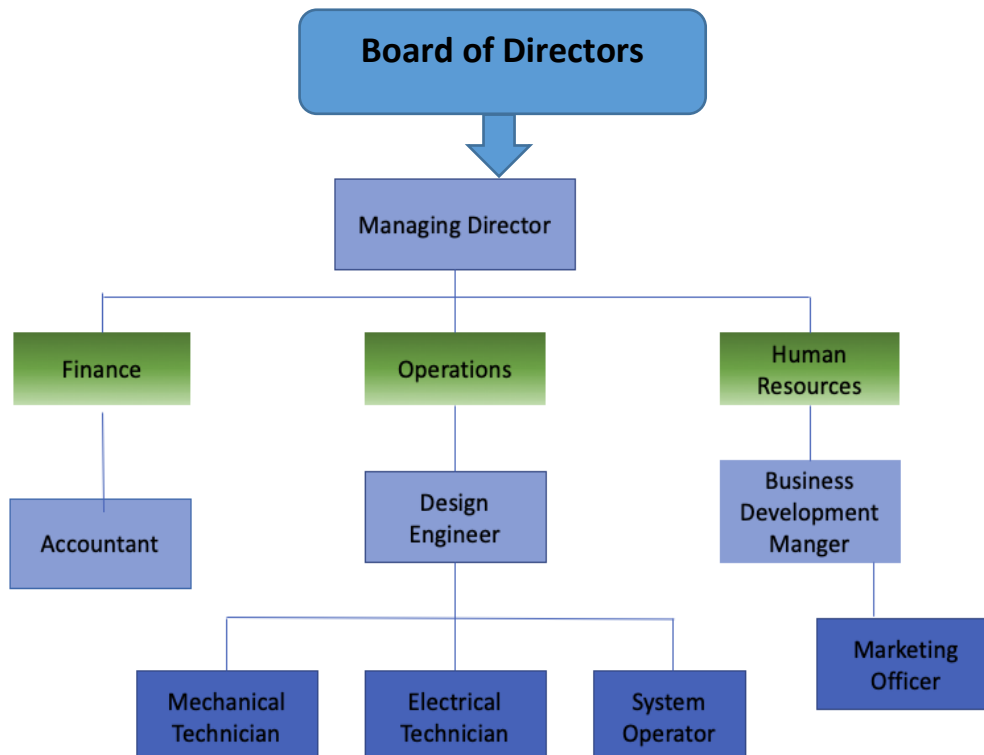 Board of Directors
Managing Director
Finance
Operations
Human
Resources
Accountant
Design
Engineer
Business
Development
Manger
Mechanical
Technician
Electrical
Technician
System
Operator
Marketing
Officer